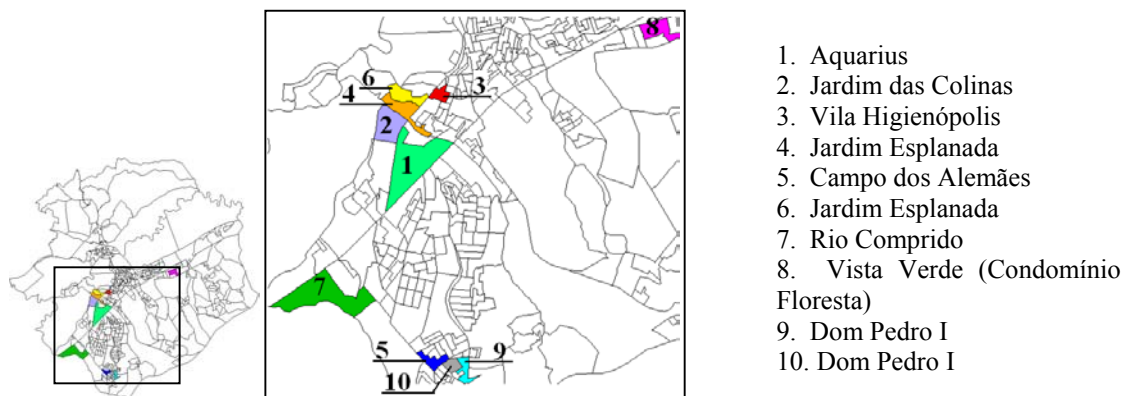 8
6
4
3
2
1
7
5
9
10
1. Aquarius
2. Jardim das Colinas
3. Vila Higienópolis
4. Jardim Esplanada
5. Campo dos Alemães
6. Jardim Esplanada
7. Rio Comprido
8. Vista Verde (Condomínio
Floresta)
9. Dom Pedro I
10. Dom Pedro I